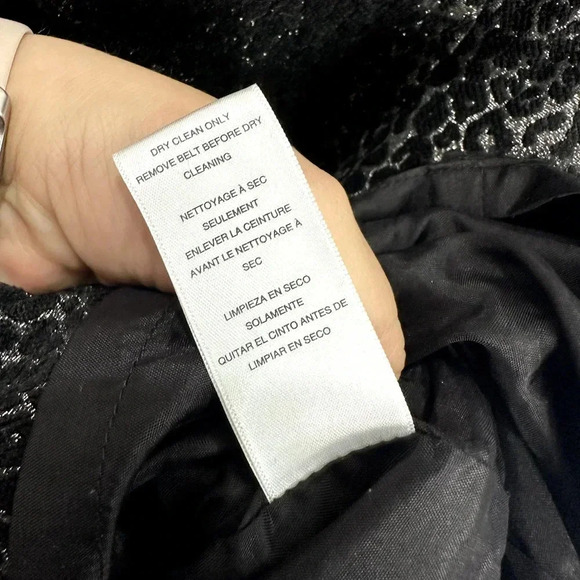 DRY CLEAN ONLY
REMOVE BELT BEFORE DRY
CLEANING
NETTOYAGE À SEC
SEULEMENT
ENLEVER LA CEINTURE
AVANT LE NETTOYAGE À
SEC
LIMPIEZA EN SECO
SOLAMENTE
QUITAR EL CINTO ANTES DE
LIMPIAR EN SECO